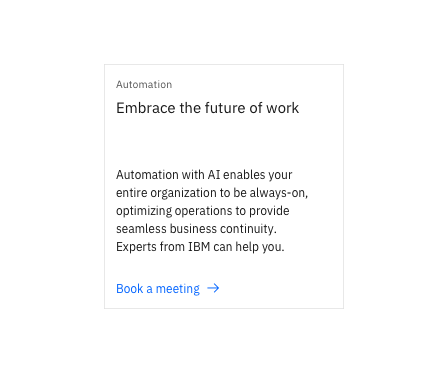 Automation
Embrace the future of work
Automation with AI enables your
entire organization to be always-on,
optimizing operations to provide
seamless business continuity.
Experts from IBM can help you.
Book a meeting →